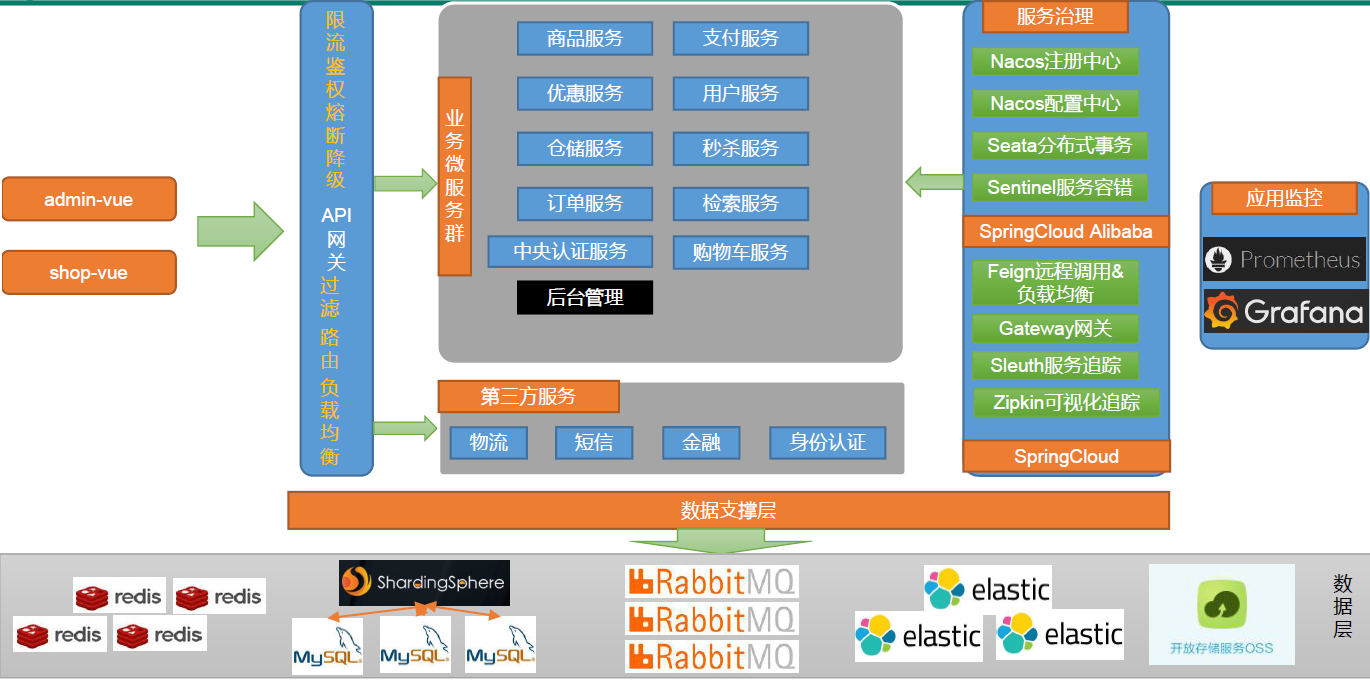 admin-vue
shop-vue
限流鉴权熔断降级
API
网关
过滤
路由
负载均衡
业务微服务群
商品服务
支付服务
优惠服务
用户服务
仓储服务
秒杀服务
订单服务
检索服务
中央认证服务
购物车服务
后台管理
第三方服务
物流
短信
金融
身份认证
服务治理
Nacos注册中心
Nacos配置中心
Seata分布式事务
Sentinel服务容错
SpringCloud Alibaba
Feign远程调用&
负载均衡
Gateway网关
Sleuth服务追踪
Zipkin可视化追踪
SpringCloud
应用监控
Prometheus
Grafana
数据支撑层
redis
redis
redis
redis
ShardingSphere
MySQL
MySQL
MySQL
RabbitMQ
RabbitMQ
RabbitMQ
elastic
elastic
elastic
开放存储服务OSS
数据层